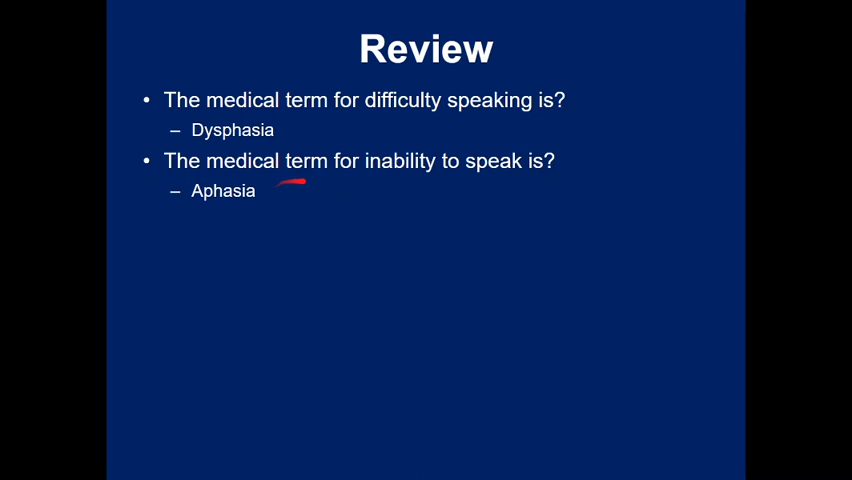 Review
• The medical term for difficulty speaking is?
– Dysphasia
• The medical term for inability to speak is?
– Aphasia